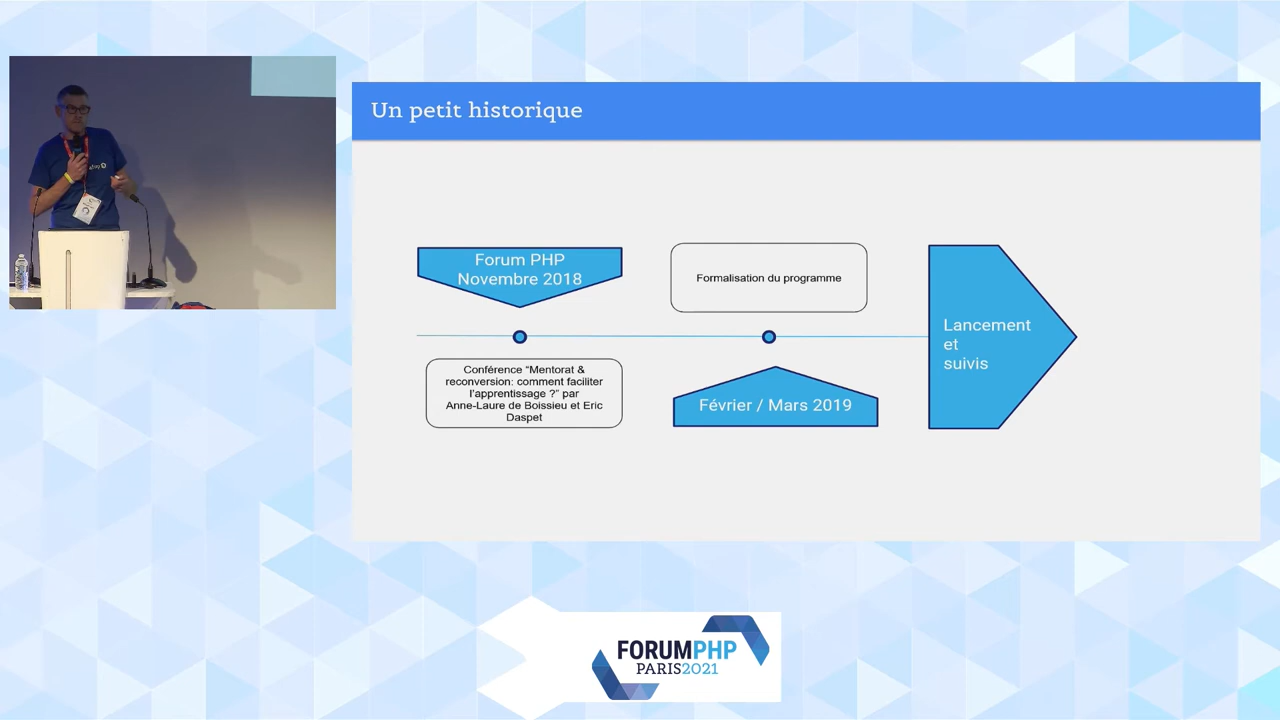 Un petit historique
Forum PHP
Novembre 2018
Formalisation du programme
Conférence “Mentorat &
reconversion: comment faciliter
l’apprentissage ?” par
Anne-Laure de Boissieu et Eric
Daspet
Février / Mars 2019
Lancement
et
suivis
FORUMPHP
PARIS2021